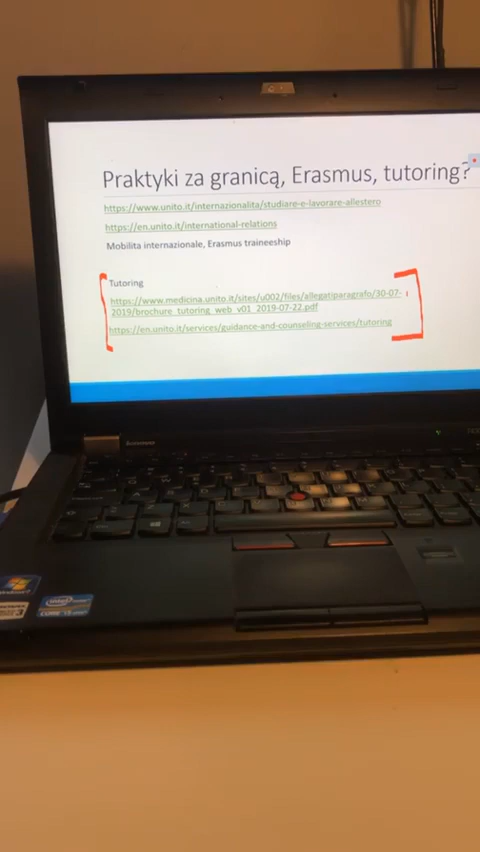 Praktyki za granicą, Erasmus, tutoring?
https://www.unito.it/internazionalita/studiare-e-lavorare-allestero
https://en.unito.it/international-relations
Mobilita internazionale, Erasmus traineeship
Tutoring
https://www.medicina.unito.it/sites/u002/files/allegatiparagrafo/30-07-
2019/brochure_tutoring_web_v01_2019-07-22.pdf
https://en.unito.it/services/guidance-and-counseling-services/tutoring
lenovo